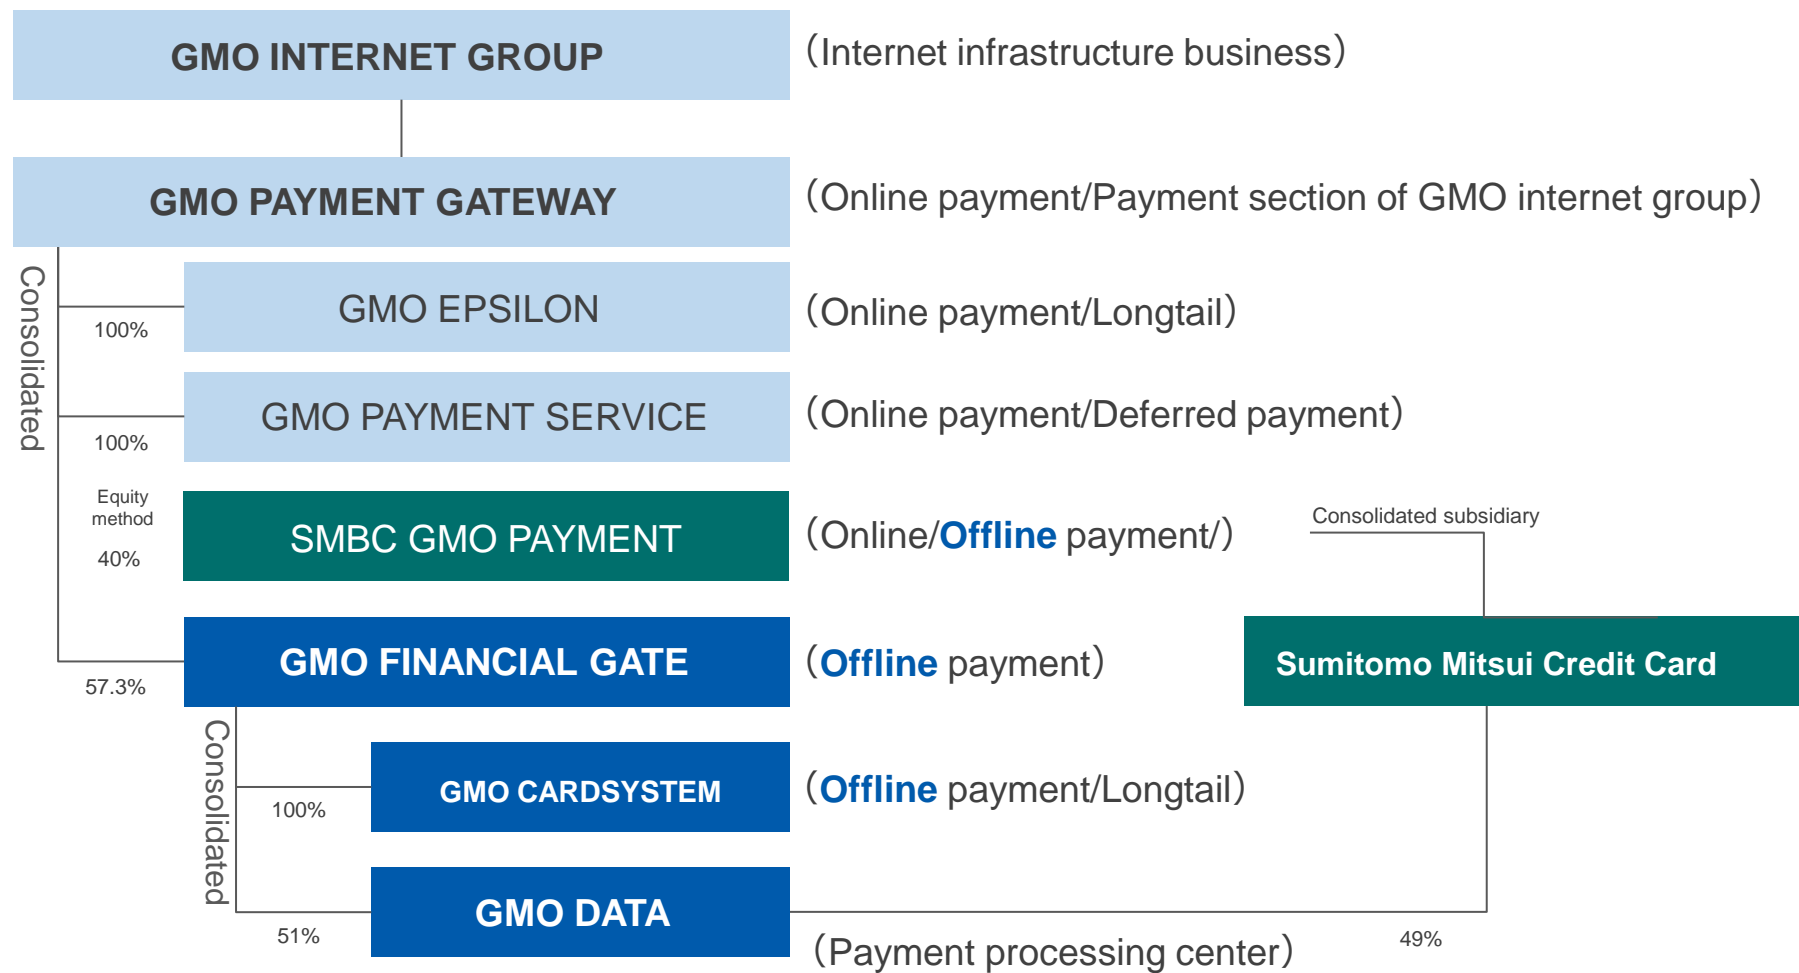 GMO INTERNET GROUP
（Internet infrastructure business）
GMO PAYMENT GATEWAY
（Online payment/Payment section of GMO internet group）
Consolidated
GMO EPSILON
（Online payment/Longtail）
100%
GMO PAYMENT SERVICE
（Online payment/Deferred payment）
100%
Equity
method
40%
SMBC GMO PAYMENT
（Online/Offline payment/）
Consolidated subsidiary
GMO FINANCIAL GATE
（Offline payment）
Sumitomo Mitsui Credit Card
57.3%
Consolidated
GMO CARDSYSTEM
（Offline payment/Longtail）
100%
GMO DATA
51%
（Payment processing center）
49%